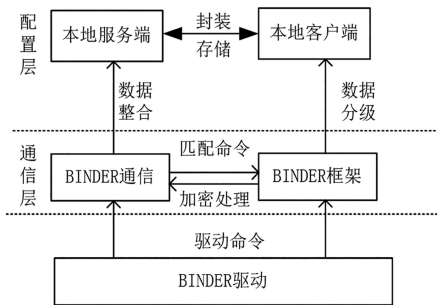 配置层
本地服务端
封装
存储
本地客户端
数据
整合
数据
分级
通信层
BINDER通信
匹配命令
加密处理
BINDER框架
驱动命令
BINDER驱动